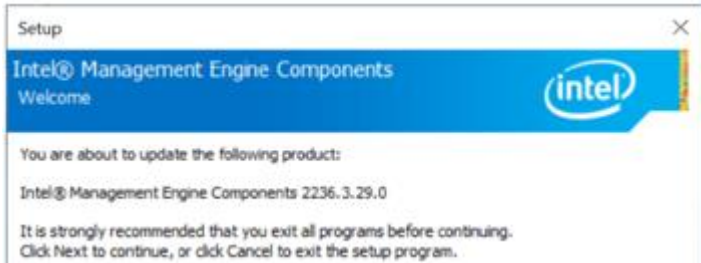 Setup
Intel® Management Engine Components
Welcome
intel
You are about to update the following product:
Intel® Management Engine Components 2236.3.29.0
It is strongly recommended that you exit all programs before continuing.
Click Next to continue, or click Cancel to exit the setup program.